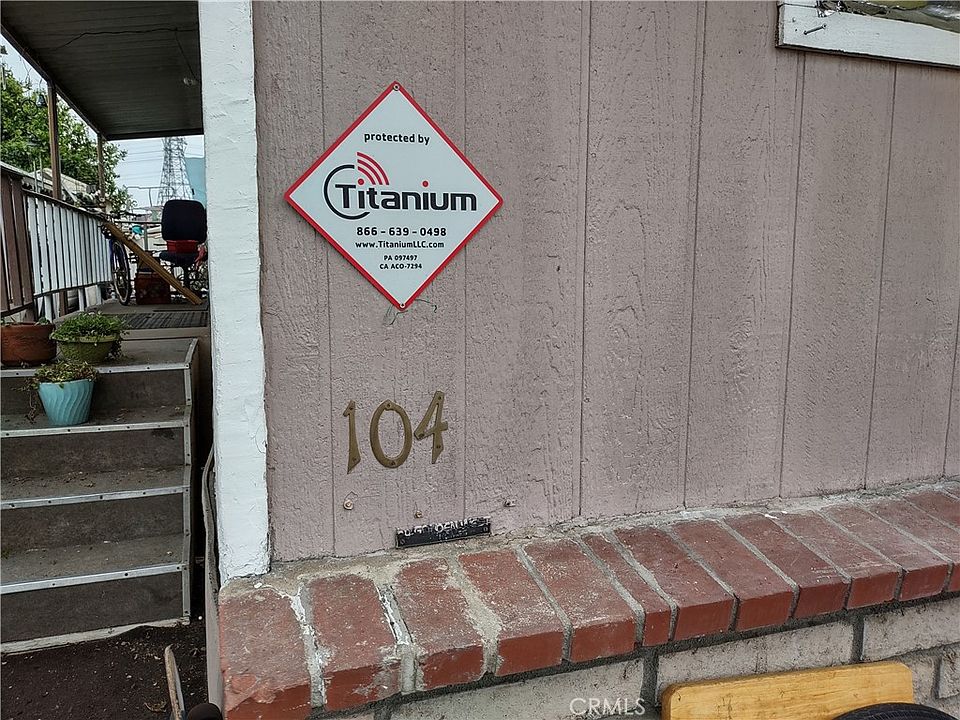 protected by
Titanium
866 - 639 - 0498
www.TitaniumLLC.com
PA 097497
CA ACO-7294
104
CRMLS